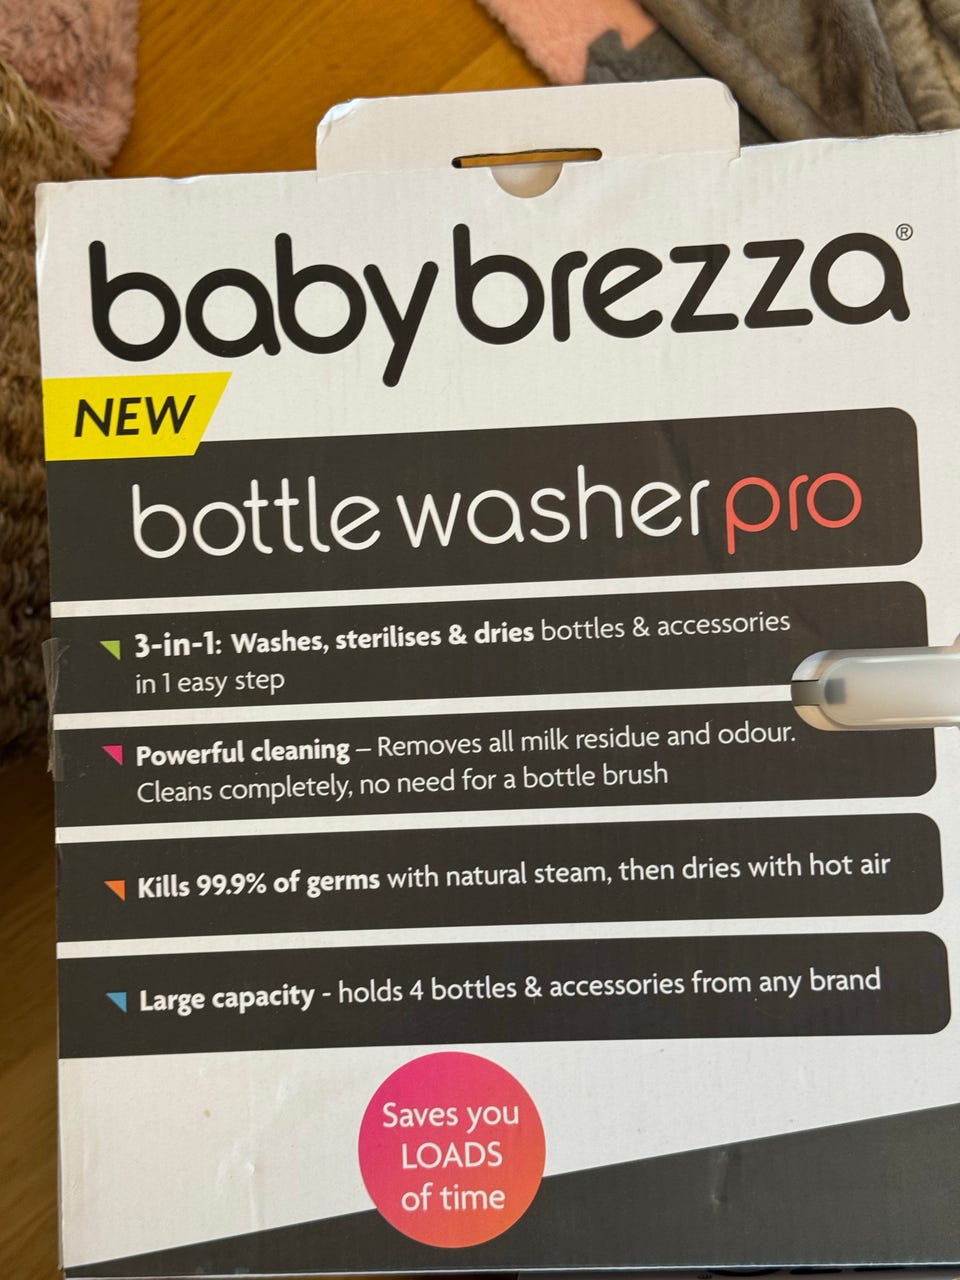 babybrezza®
NEW
bottle washer pro
3-in-1: Washes, sterilises & dries bottles & accessories
in 1 easy step
Powerful cleaning – Removes all milk residue and odour.
Cleans completely, no need for a bottle brush
Kills 99.9% of germs with natural steam, then dries with hot air
Large capacity - holds 4 bottles & accessories from any brand
Saves you
LOADS
of time